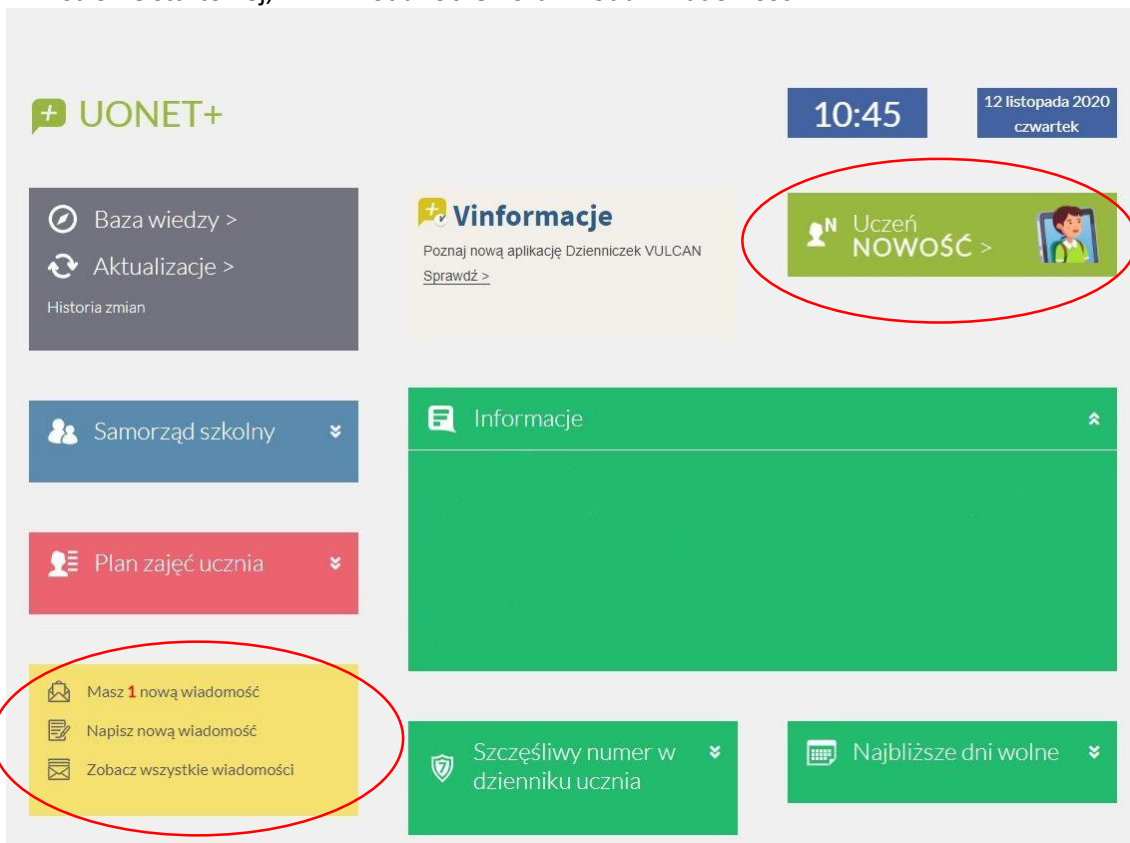 UONET+
10:45
12 listopada 2020
czwartek
Baza wiedzy >
Aktualizacje >
Historia zmian
Vinformacje
Poznaj nową aplikację Dzienniczek VULCAN
Sprawdź >
N Uczeń
NOWOŚĆ >
Samorząd szkolny
Informacje
Plan zajęć ucznia
Masz 1 nową wiadomość
Napisz nową wiadomość
Zobacz wszystkie wiadomości
Szczęśliwy numer w
dzienniku ucznia
Najbliższe dni wolne